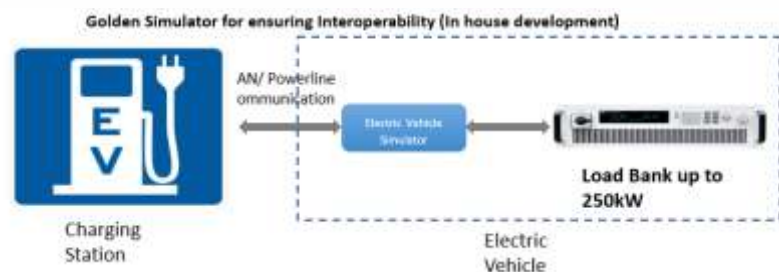 Golden Simulator for ensuring Interoperability (In house development)
AN/ Powerline
ommunication
EV
Electric Vehicle
Simulator
Load Bank up to
250kW
Charging
Station
Electric
Vehicle